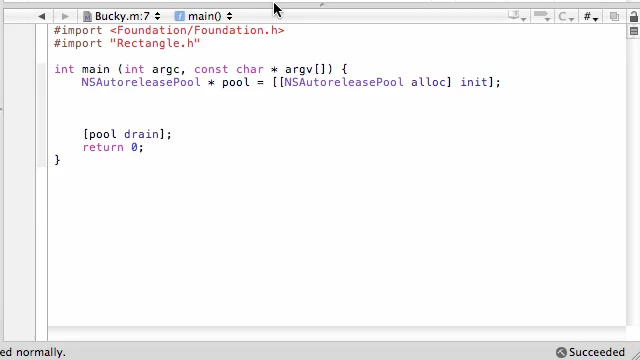 Bucky.m:7 main() C #
#import <Foundation/Foundation.h>
#import "Rectangle.h"
int main (int argc, const char * argv[]) {
NSAutoreleasePool * pool = [[NSAutoreleasePool alloc] init];
[pool drain];
return 0;
}
ed normally. Succeeded